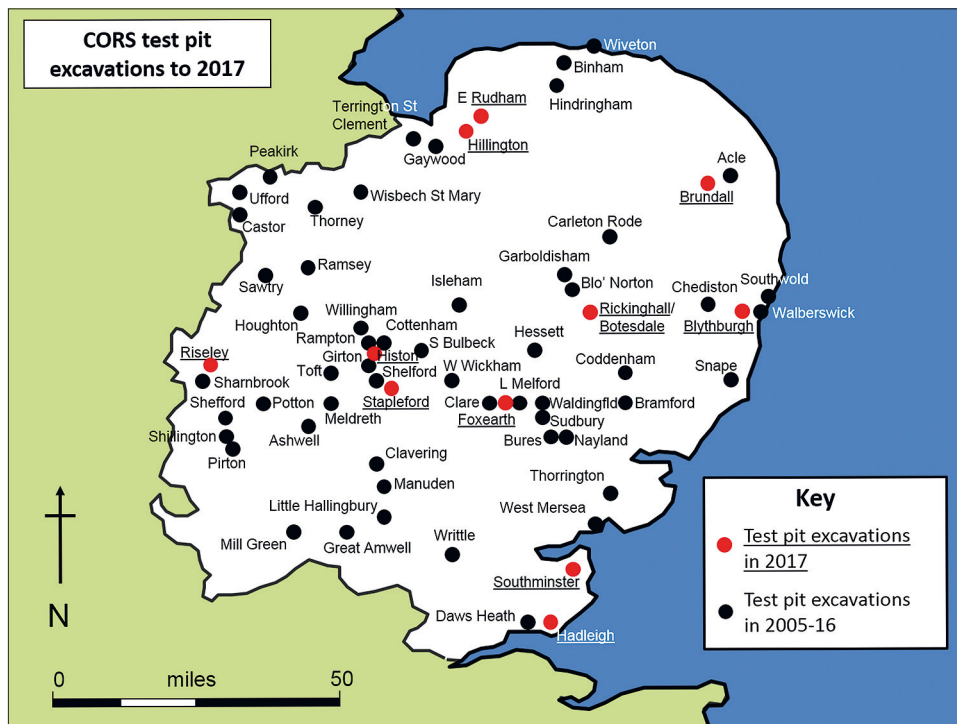 CORS test pit
excavations to 2017
Wiveton
Binham
Hindringham
E Rudham
Terrington St
Clement
Hillington
Gaywood
Peakirk
Acle
Ufford
Wisbech St Mary
Brundall
Castor
Thorney
Carleton Rode
Garboldisham
Ramsey
Sawtry
Isleham
Blo' Norton
Chediston
Southwold
Houghton
Willingham
Rickinghall/
Botesdale
Blythburgh
Walberswick
Rampton
Cottenham
S Bulbeck
Hessett
Riseley
Girton
Histon
Toft
Shelford
W Wickham
Coddenham
Snape
Sharnbrook
Stapleford
L Melford
Shefford
Potton
Meldreth
Clare
Foxearth
Waldingfld
Bramford
Sudbury
Shillington
Ashwell
Bures
Nayland
Pirton
Clavering
Manuden
Thorrington
Little Hallingbury
West Mersea
Mill Green
Great Amwell
Writtle
Southminster
Daws Heath
Hadleigh
Key
Test pit excavations
in 2017
Test pit excavations
in 2005-16
N
0 miles 50